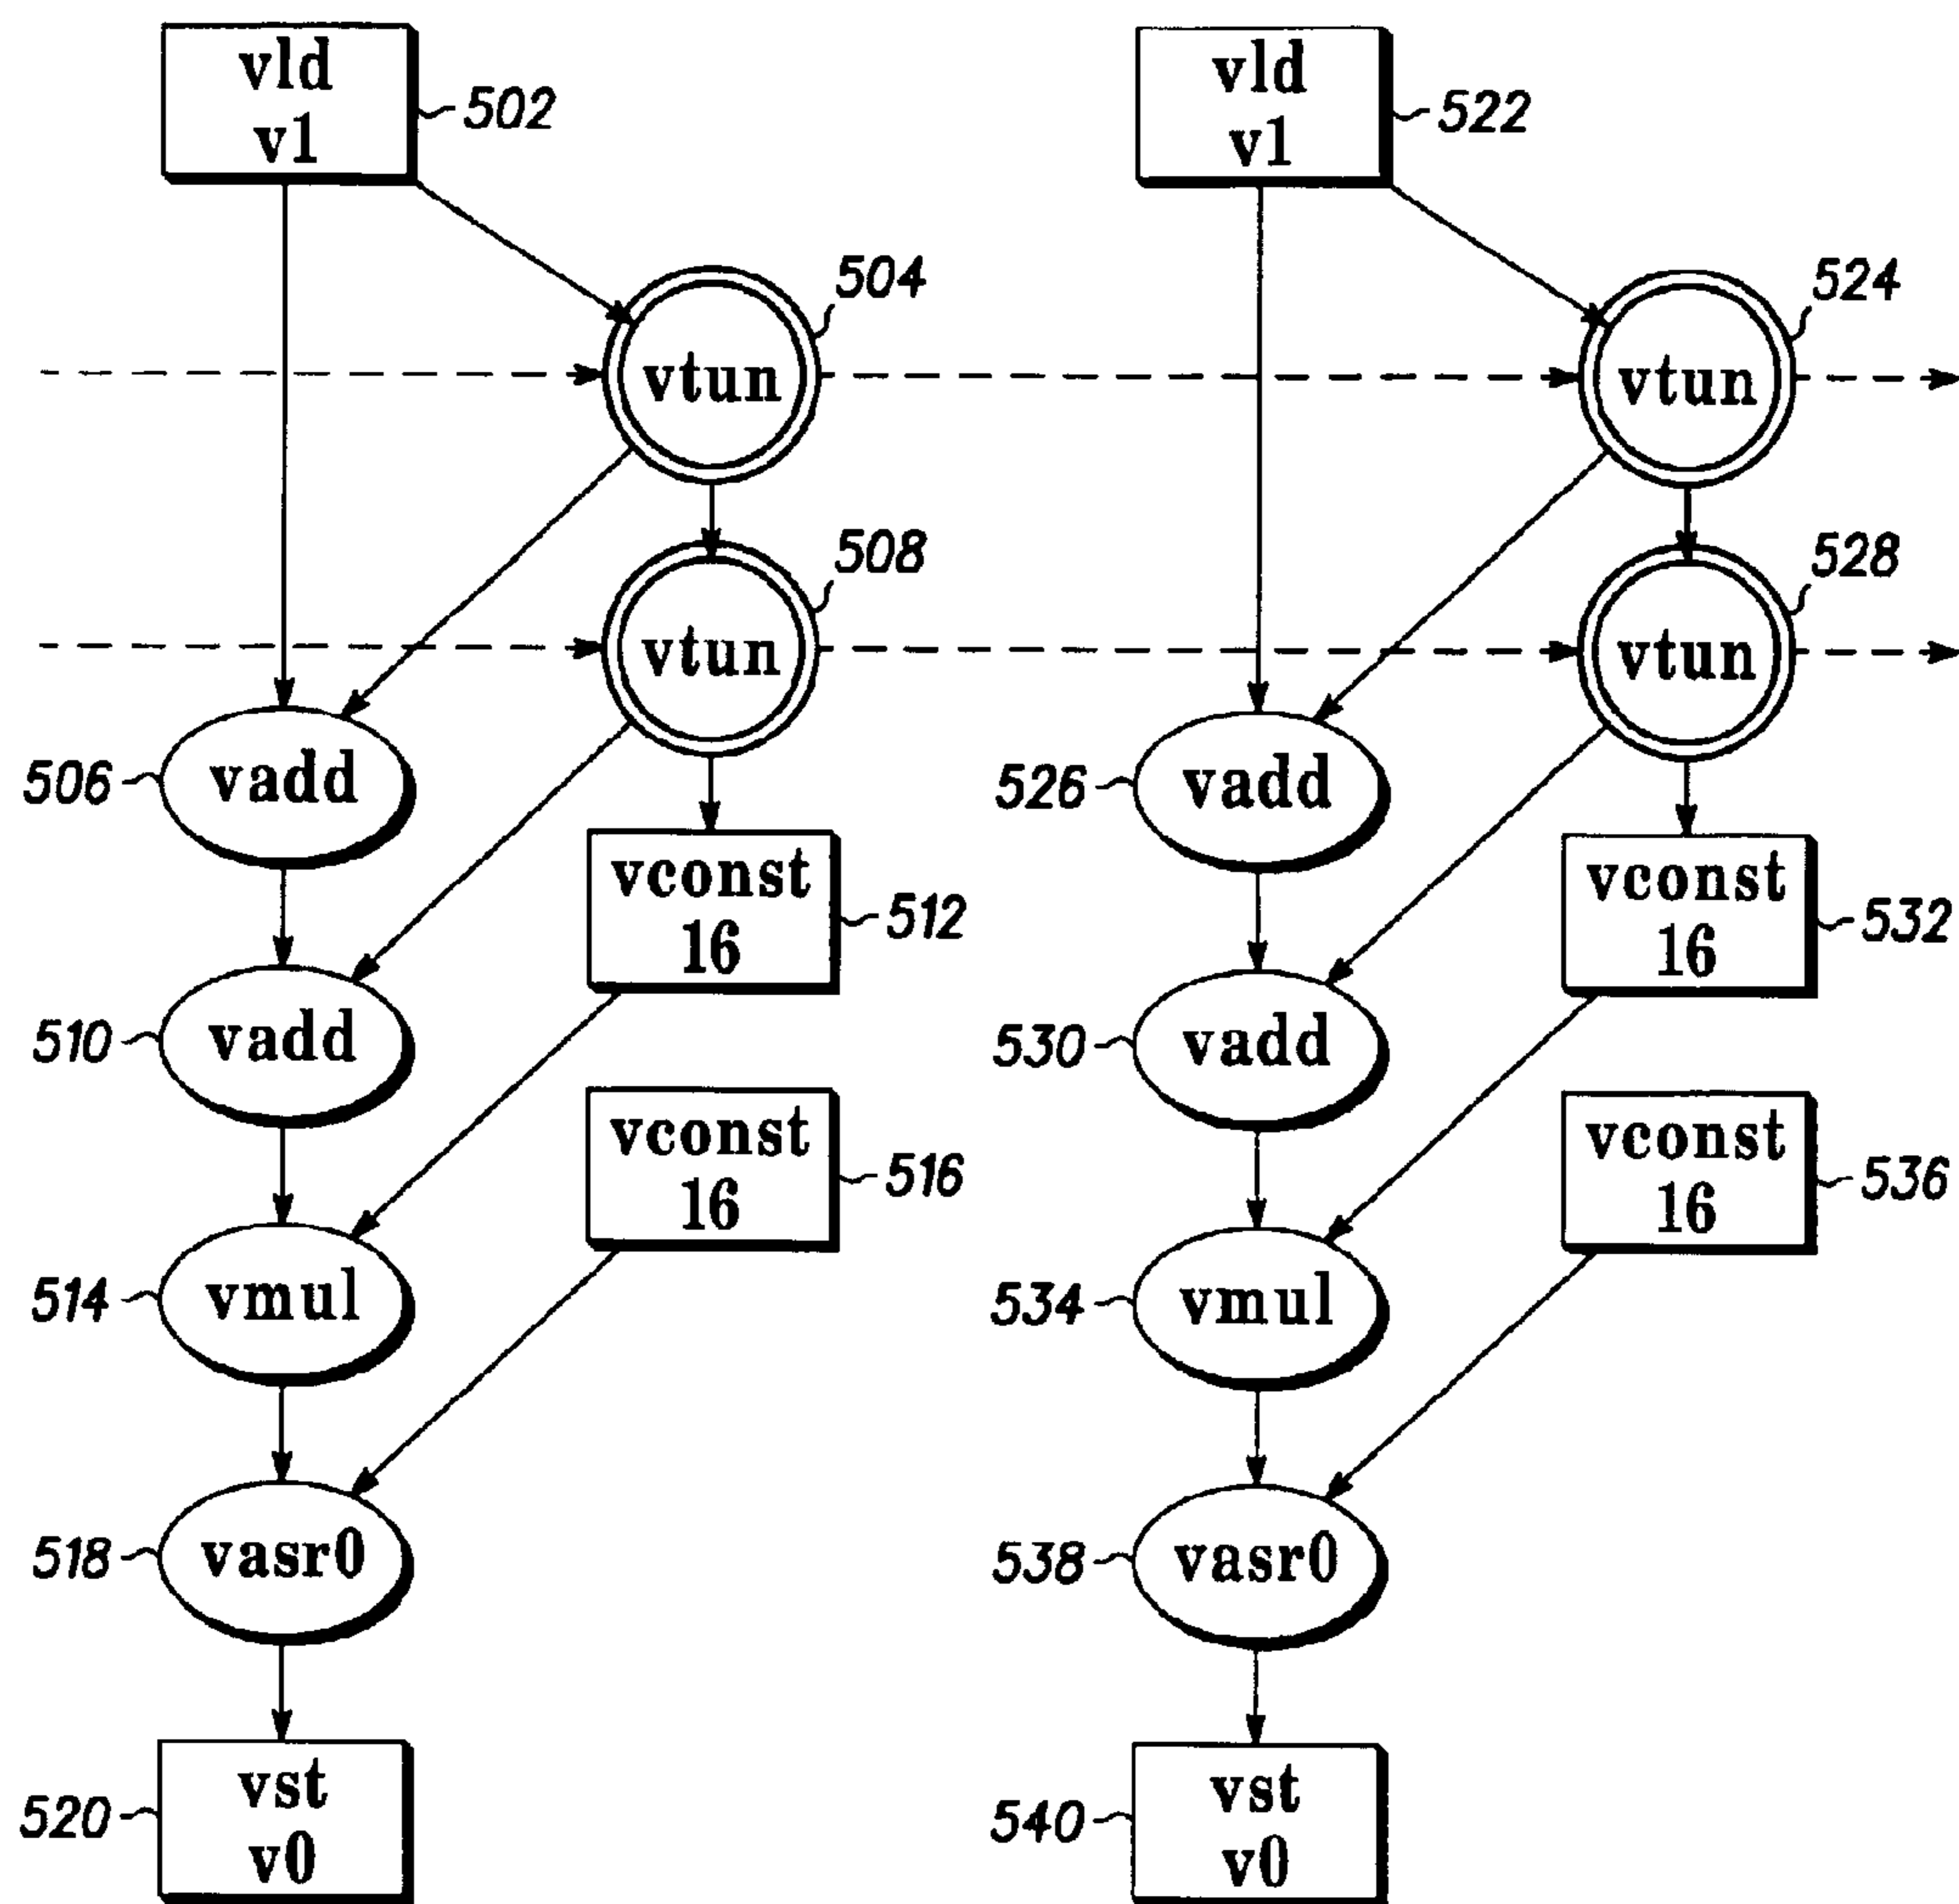 vld
v1
502
vld
v1
522
504
524
vtun
vtun
508
528
vtun
vtun
506
vadd
526
vadd
vconst
16
512
vconst
16
532
510
vadd
530
vadd
vconst
16
516
vconst
16
536
514
vmul
534
vmul
518
vasr0
538
vasr0
520
vst
v0
540
vst
v0